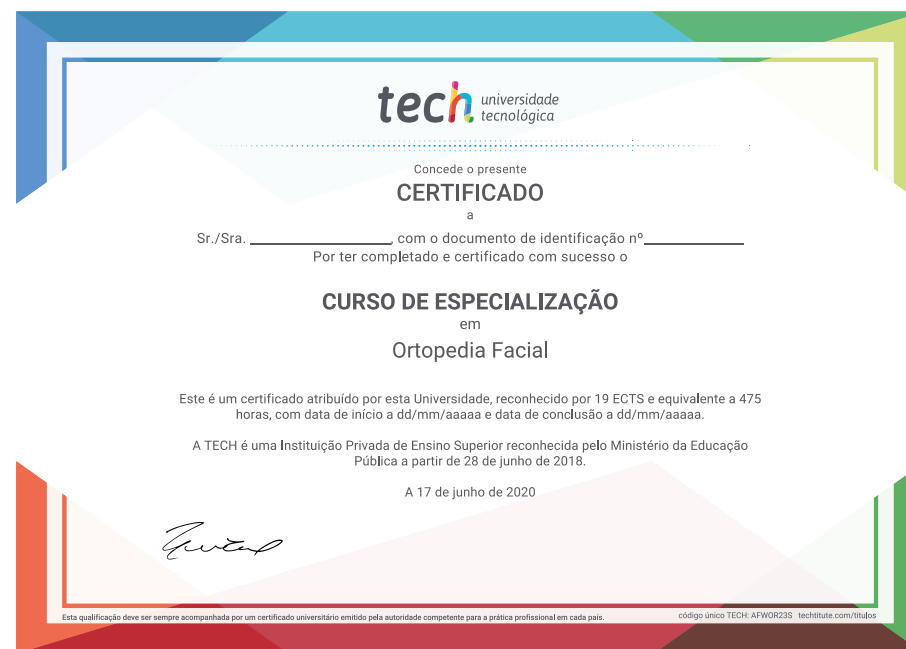 tech universidade
tecnológica
Concede o presente
CERTIFICADO
a
Sr./Sra. ____________________, com o documento de identificação nº______________
Por ter completado e certificado com sucesso o
CURSO DE ESPECIALIZAÇÃO
em
Ortopedia Facial
Este é um certificado atribuído por esta Universidade, reconhecido por 19 ECTS e equivalente a 475
horas, com data de início a dd/mm/aaaaa e data de conclusão a dd/mm/aaaaa.
A TECH é uma Instituição Privada de Ensino Superior reconhecida pelo Ministério da Educação
Pública a partir de 28 de junho de 2018.
A 17 de junho de 2020
Esta qualificação deve ser sempre acompanhada por um certificado universitário emitido pela autoridade competente para a prática profissional em cada país.
código único TECH: AFWOR23S techtitute.com/titulos